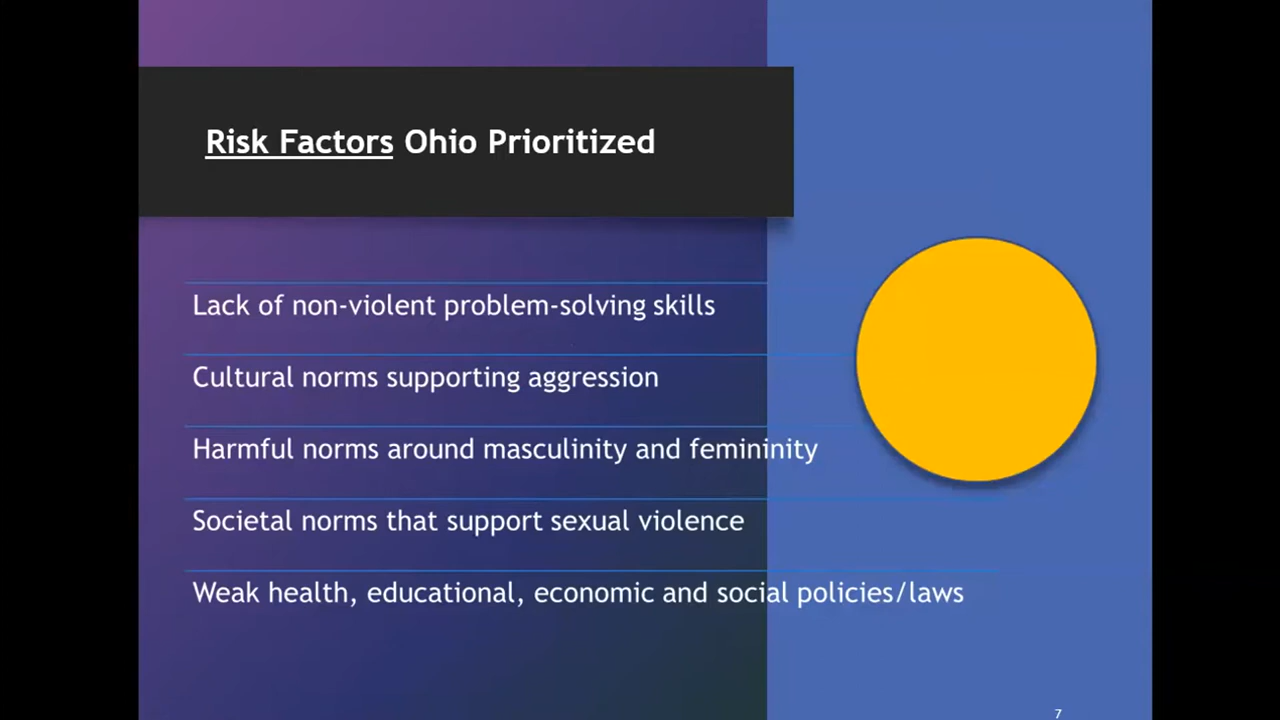 Risk Factors Ohio Prioritized
Lack of non-violent problem-solving skills
Cultural norms supporting aggression
Harmful norms around masculinity and femininity
Societal norms that support sexual violence
Weak health, educational, economic and social policies/laws
7